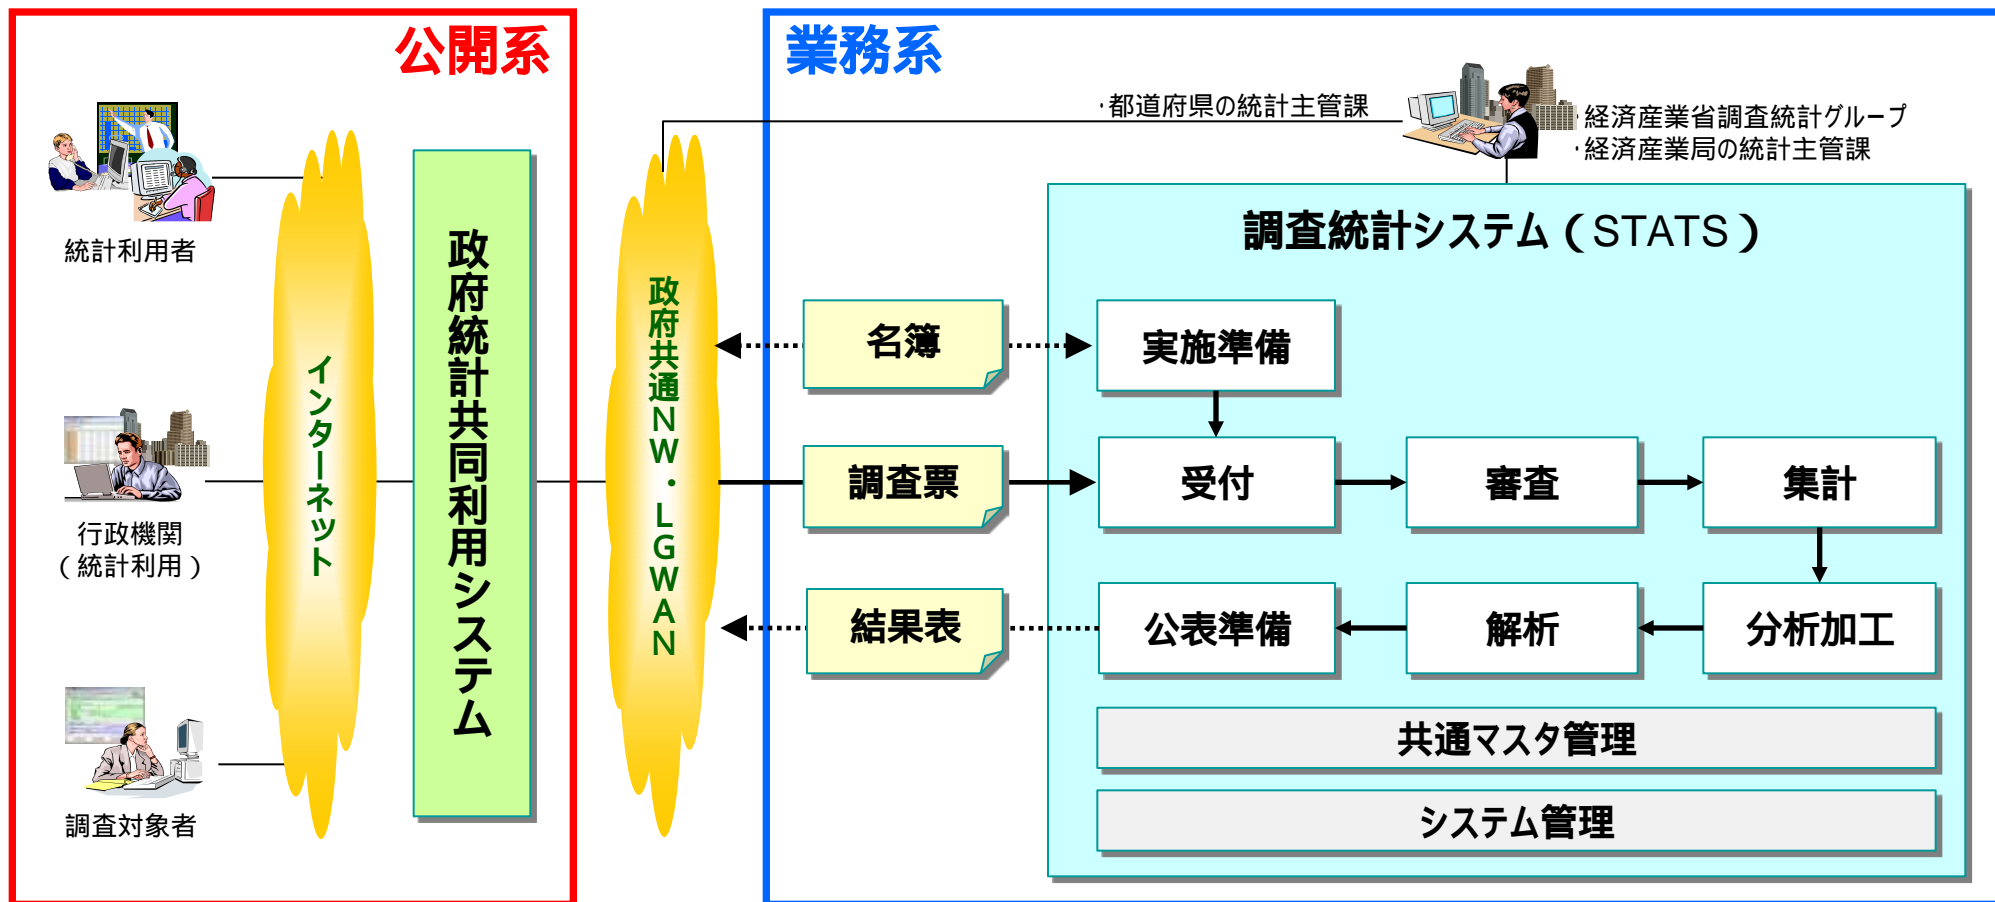 公開系
統計利用者
行政機関
（統計利用）
調査対象者
インターネット
政府統計共同利用システム
政府共通ＮＷ・ＬＧＷＡＮ
業務系
・都道府県の統計主管課
・経済産業省調査統計グループ
・経済産業局の統計主管課
調査統計システム（STATS）
名簿
実施準備
調査票
受付
審査
集計
結果表
公表準備
解析
分析加工
共通マスタ管理
システム管理